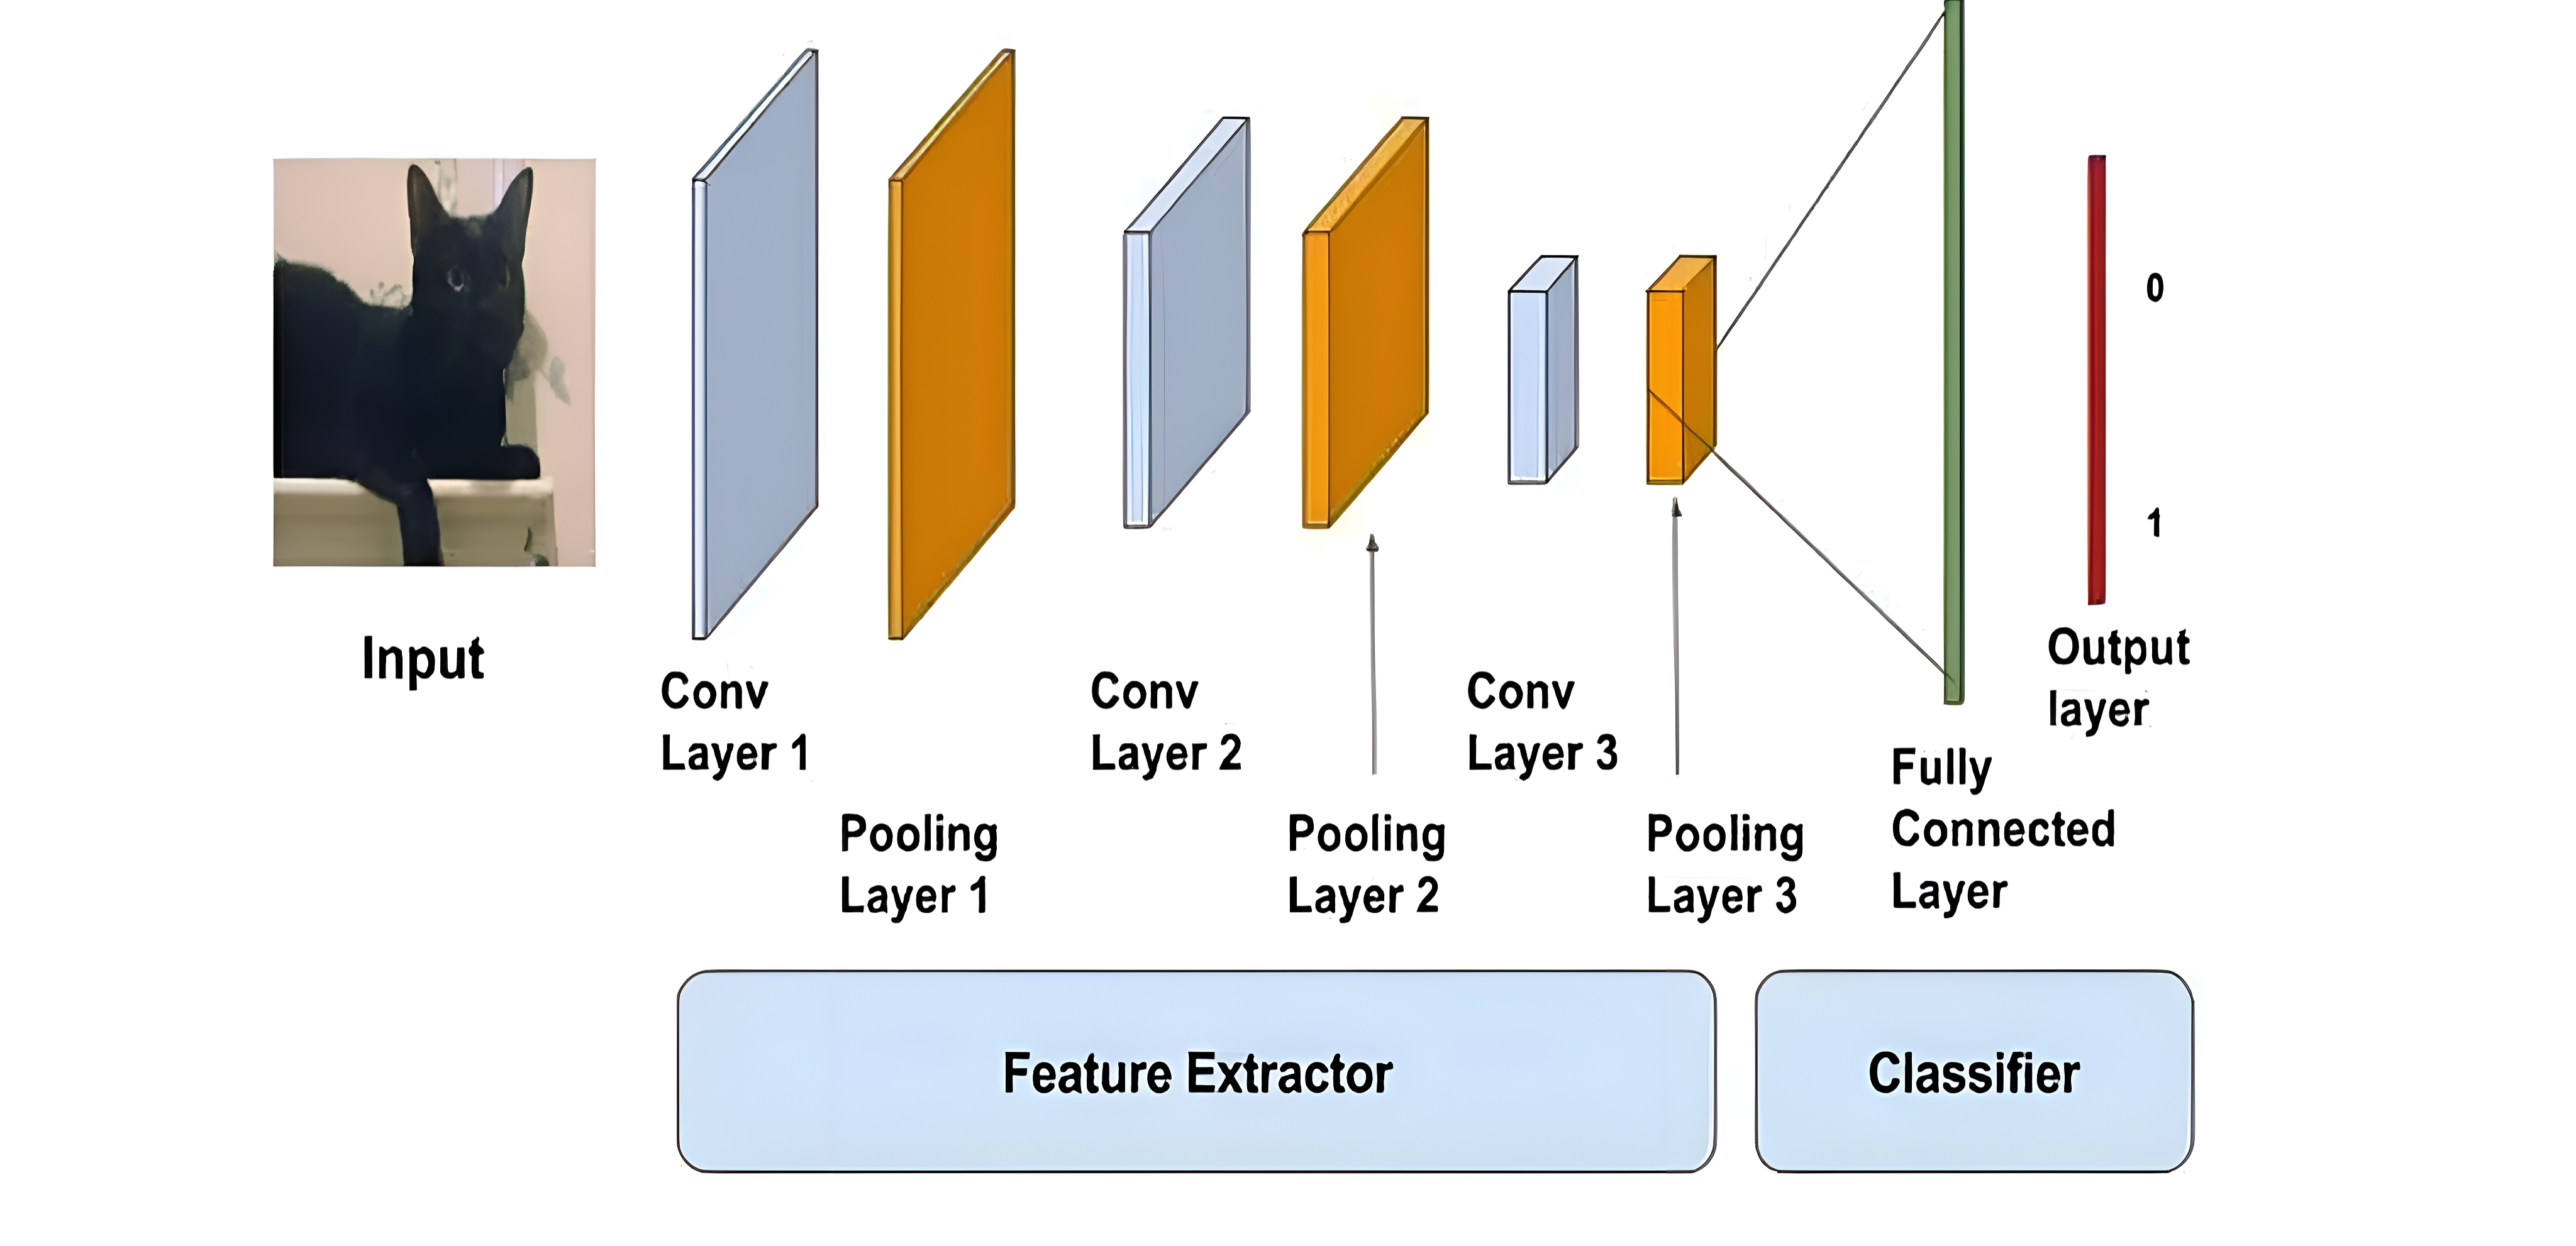 Input
Conv
Layer 1
Pooling
Layer 1
Conv
Layer 2
Pooling
Layer 2
Conv
Layer 3
Pooling
Layer 3
Fully
Connected
Layer
0
1
Output
layer
Feature Extractor
Classifier